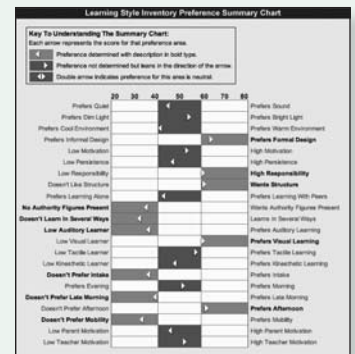 Learning Style Inventory Preference Summary Chart
Key To Understanding The Summary Chart:
Each arrow represents the score for that preference area.
Preference determined with description in bold type.
Preference not determined but leans in the direction of the arrow.
Double arrow indicates preference for this area is neutral.
20 30 40 60 70 80
Prefers Quiet Prefers Sound
Prefers Dim Light Prefers Bright Light
Prefers Cool Environment Prefers Warm Environment
Prefers Informal Design Prefers Formal Design
Low Motivation High Motivation
Low Persistence High Persistence
Low Responsibility High Responsibility
Doesn't Like Structure Wants Structure
Prefers Learning Alone Prefers Learning With Peers
No Authority Figures Present Wants Authority Figures Present
Doesn't Learn In Several Ways Learns In Several Ways
Low Auditory Learner Prefers Auditory Learning
Low Visual Learner Prefers Visual Learning
Low Tactile Learner Prefers Tactile Learning
Low Kinesthetic Learner Prefers Kinesthetic Learning
Doesn't Prefer Intake Prefers Intake
Prefers Evening Prefers Morning
Doesn't Prefer Late Morning Prefers Late Morning
Doesn't Prefer Afternoon Prefers Afternoon
Doesn't Prefer Mobility Prefers Mobility
Low Parent Motivation High Parent Motivation
Low Teacher Motivation High Teacher Motivation